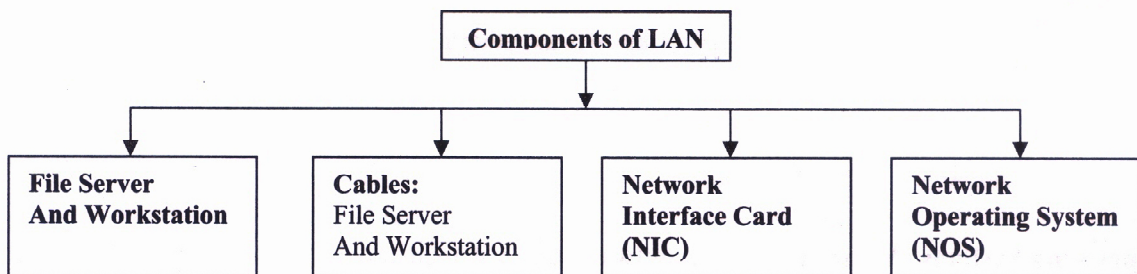 Components of LAN
File Server
And Workstation
Cables:
File Server
And Workstation
Network
Interface Card
(NIC)
Network
Operating System
(NOS)